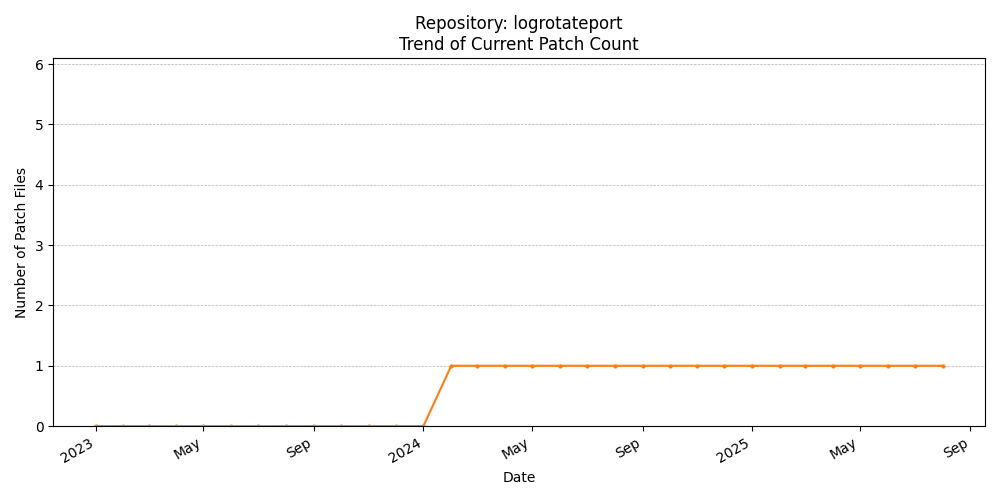 Repository: logrotateport
Trend of Current Patch Count
6
5
4
3
2
1
0
Number of Patch Files
2023
May
Sep
2024
May
Sep
2025
May
Sep
Date